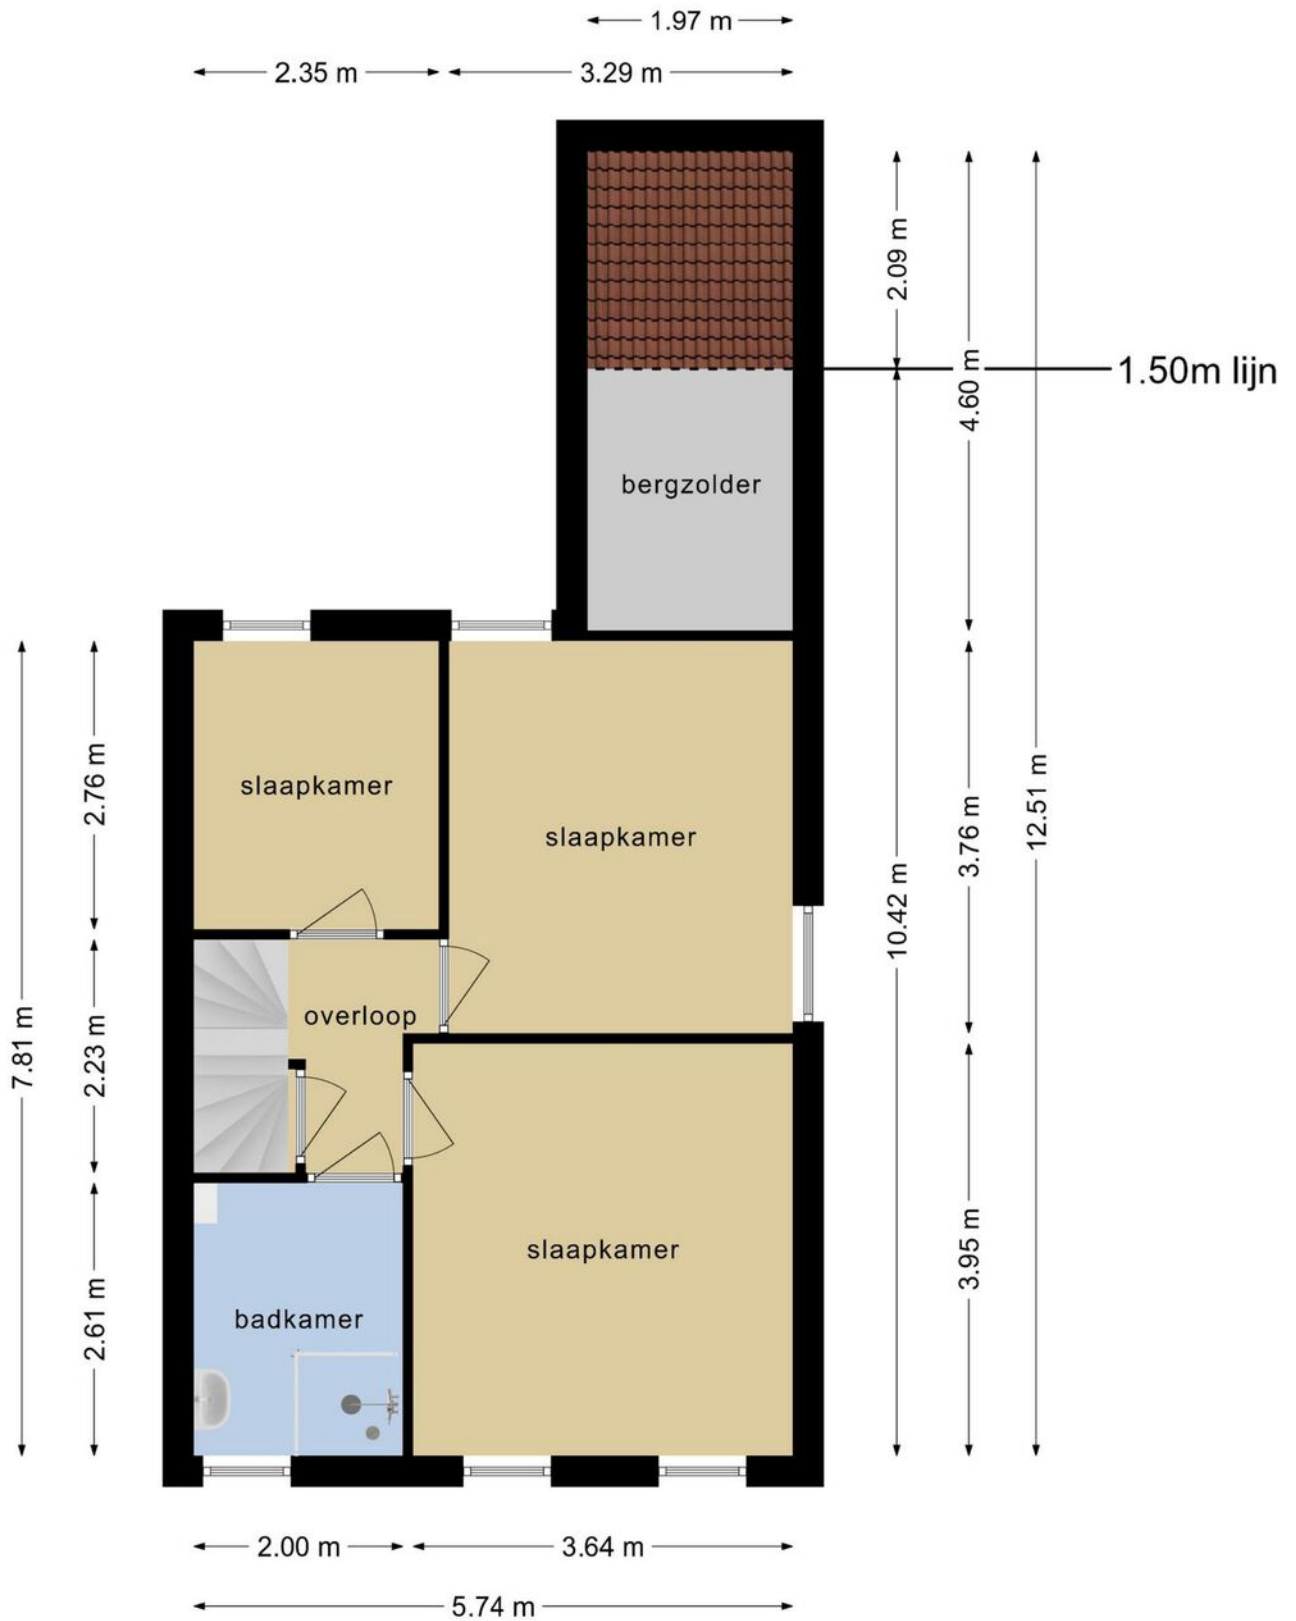 1.97 m
2.35 m
3.29 m
2.09 m
4.60 m
1.50m lijn
bergzolder
slaapkamer
2.76 m
slaapkamer
3.76 m
12.51 m
10.42 m
overloop
7.81 m
2.23 m
slaapkamer
3.95 m
badkamer
2.61 m
2.00 m
3.64 m
5.74 m